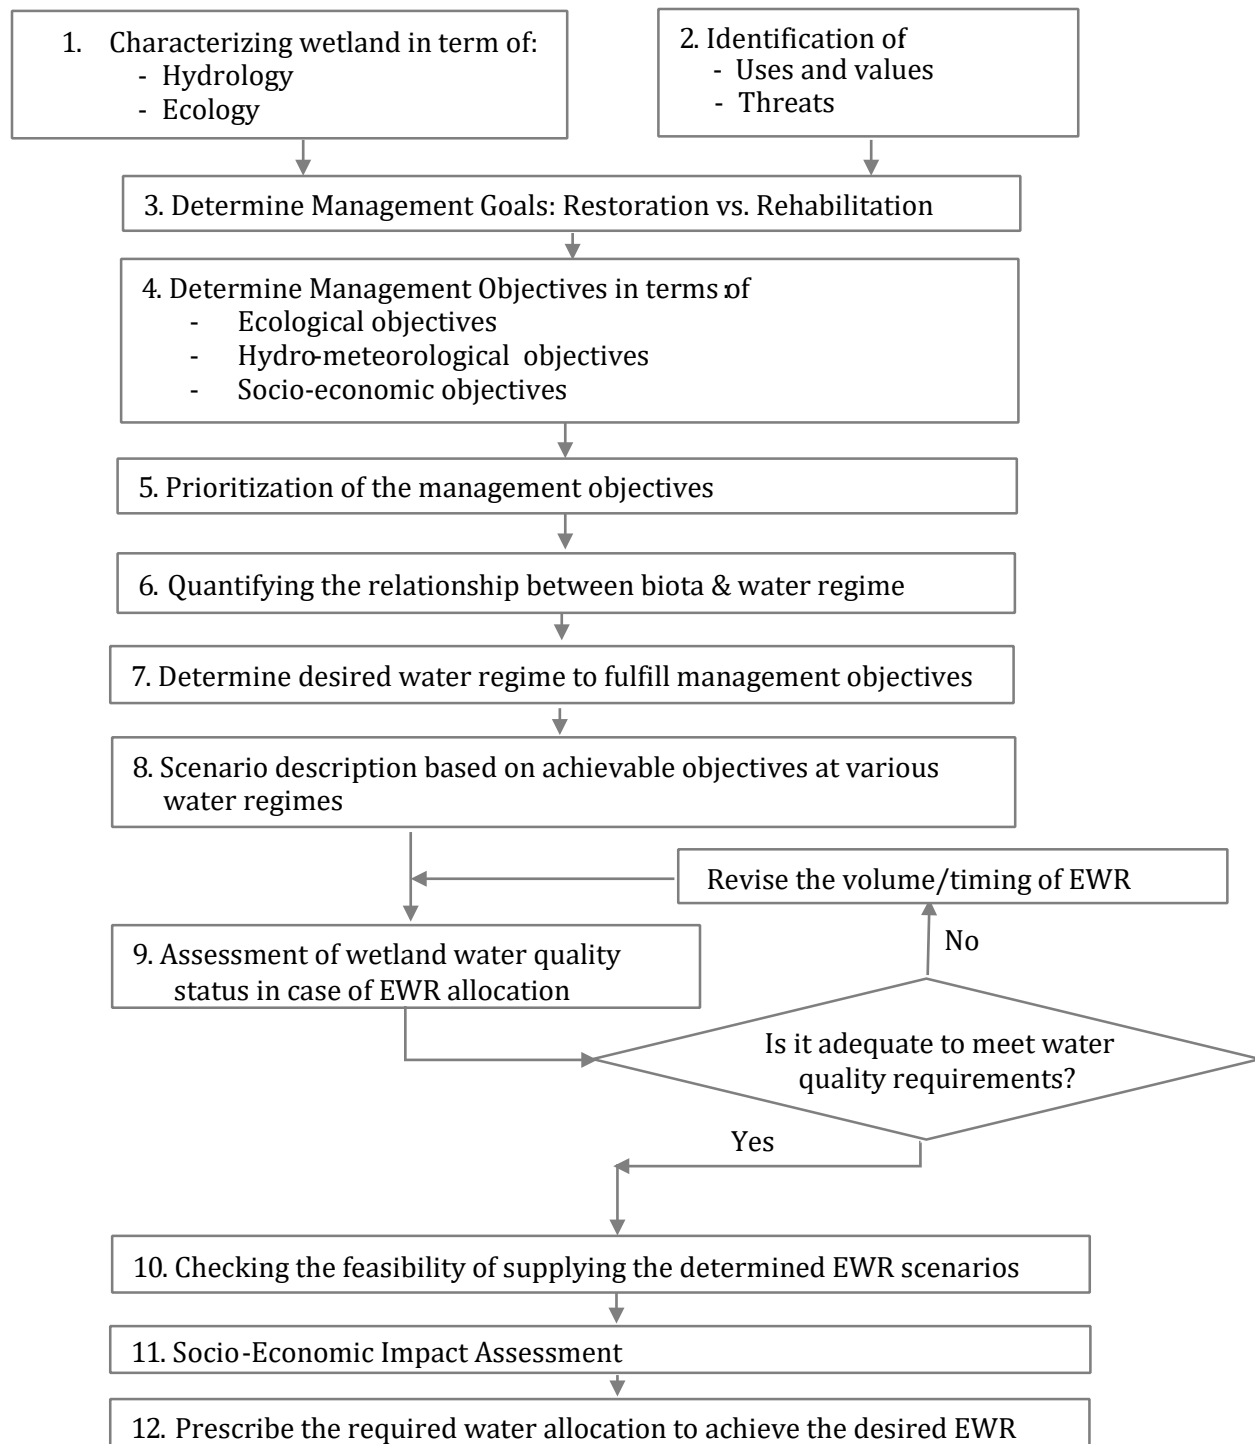 1. Characterizing wetland in term of:
- Hydrology
- Ecology
2. Identification of
- Uses and values
- Threats
3. Determine Management Goals: Restoration vs. Rehabilitation
4. Determine Management Objectives in terms of:
- Ecological objectives
- Hydro-meteorological objectives
- Socio-economic objectives
5. Prioritization of the management objectives
6. Quantifying the relationship between biota & water regime
7. Determine desired water regime to fulfill management objectives
8. Scenario description based on achievable objectives at various
water regimes
Revise the volume/timing of EWR
No
9. Assessment of wetland water quality
status in case of EWR allocation
Is it adequate to meet water
quality requirements?
Yes
10. Checking the feasibility of supplying the determined EWR scenarios
11. Socio-Economic Impact Assessment
12. Prescribe the required water allocation to achieve the desired EWR